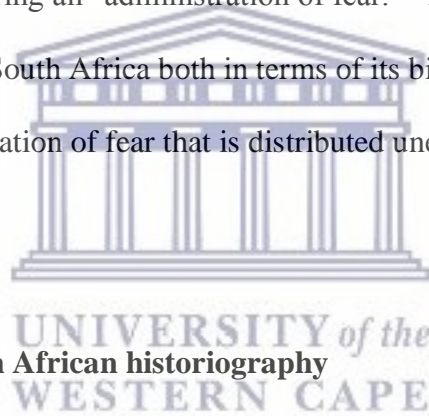 ring an "administration of fear."
South Africa both in terms of its bi
ation of fear that is distributed une
UNIVERSITY of the
n African historiography
WESTERN CAPE